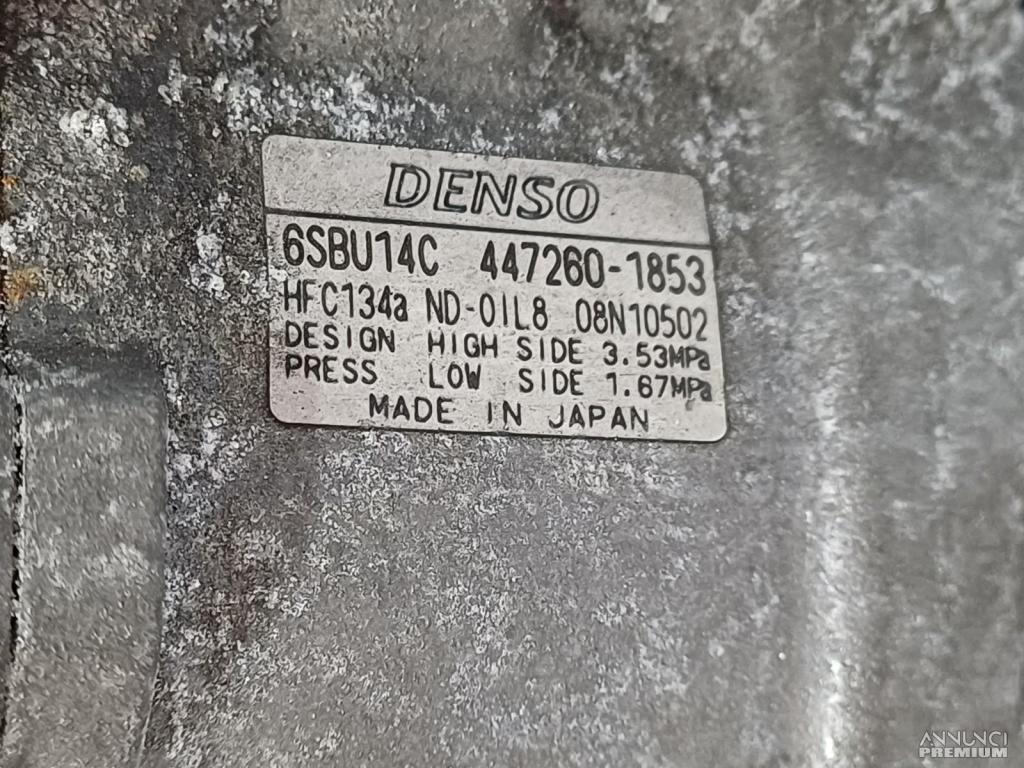 DENSO
6SBU14C 447260-1853
HFC134a ND-OIL8 08N10502
DESIGN HIGH SIDE 3.53MPa
PRESS LOW SIDE 1.67MPa
MADE IN JAPAN
ANNUNCI
PREMIUM